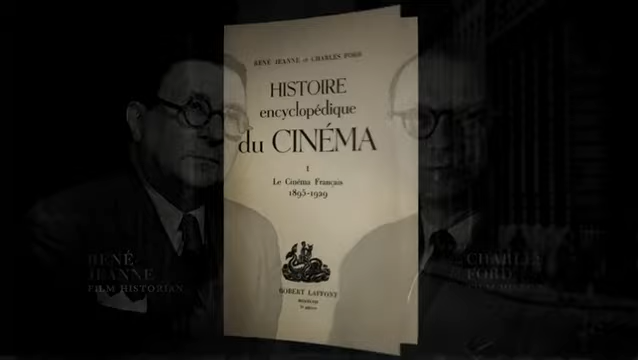 RENÉ JEANNE et CHARLES FORD
HISTOIRE
encyclopédique
du CINÉMA
I
Le Cinéma Français
1895-1929
ROBERT LAFFONT
RENÉ
JEANNE
FILM HISTORIAN
CHARLES
FORD